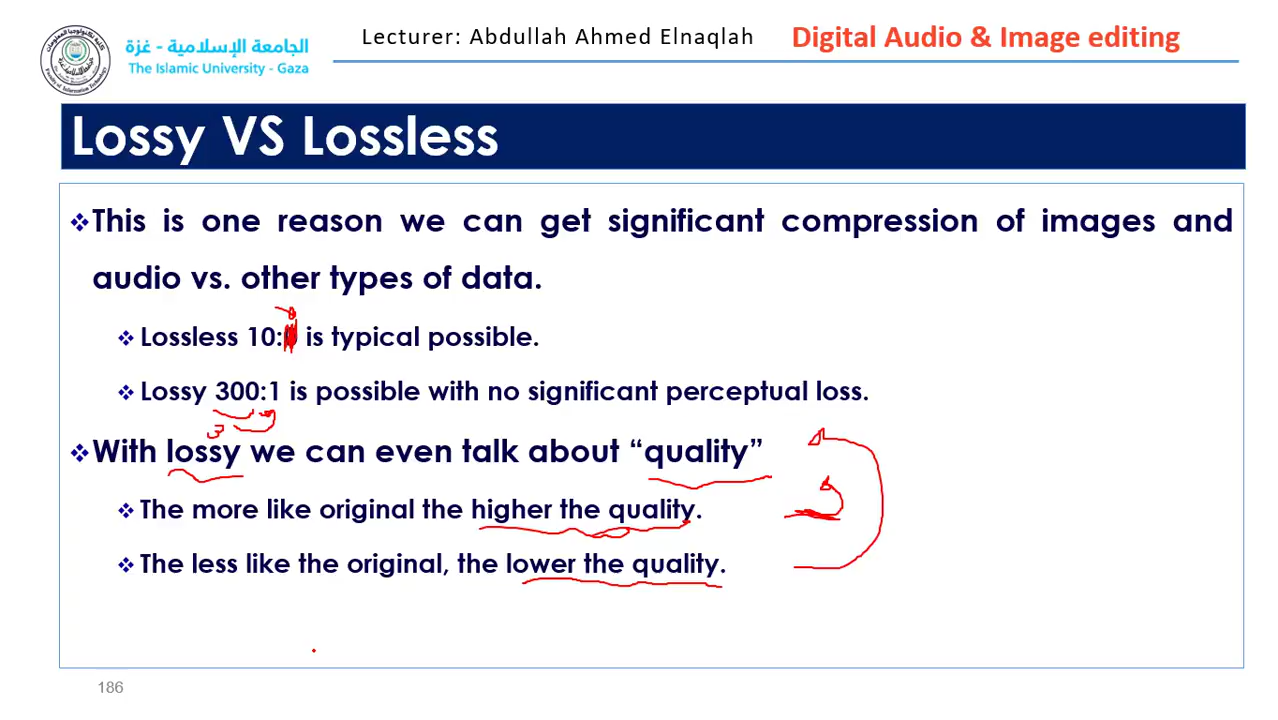 الجامعة الإسلامية - غزة
The Islamic University - Gaza
Lecturer: Abdullah Ahmed Elnaqlah
Digital Audio & Image editing
Lossy VS Lossless
❖This is one reason we can get significant compression of images and
audio vs. other types of data.
❖ Lossless 10: is typical possible.
❖ Lossy 300:1 is possible with no significant perceptual loss.
❖With lossy we can even talk about “quality”
❖ The more like original the higher the quality.
❖ The less like the original, the lower the quality.
186